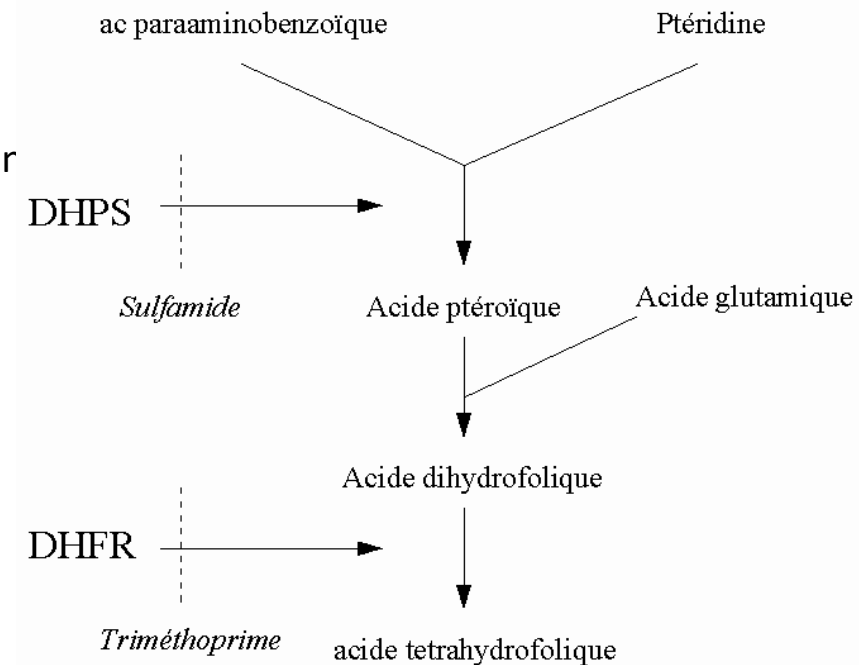 ac paraaminobenzoïque Ptéridine
r
DHPS
Sulfamide Acide ptéroïque Acide glutamique
Acide dihydrofolique
DHFR
Triméthoprime acide tetrahydrofolique